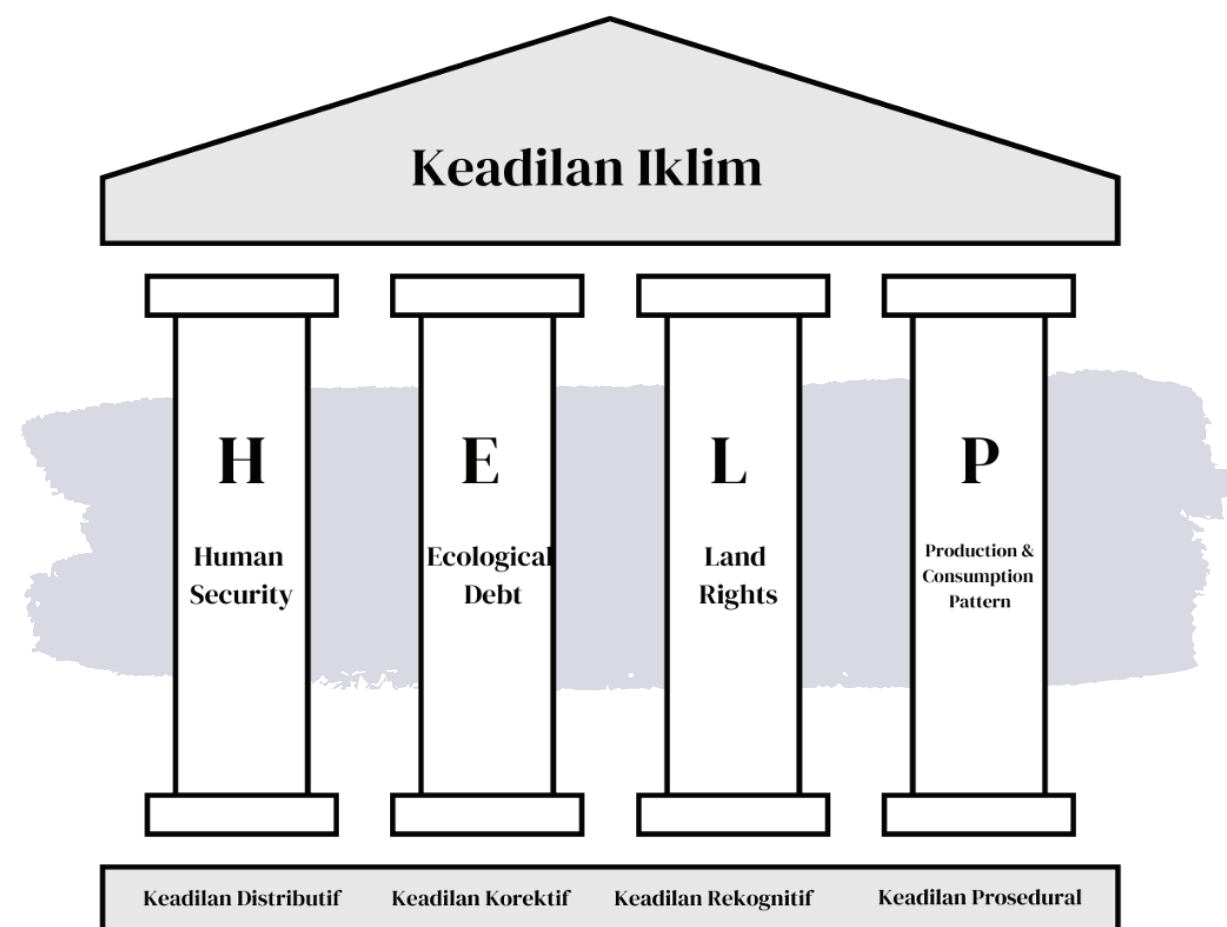 Keadilan Iklim
H
Human
Security
E
Ecological
Debt
L
Land
Rights
P
Production &
Consumption
Pattern
Keadilan Distributif
Keadilan Korektif
Keadilan Rekognitif
Keadilan Prosedural